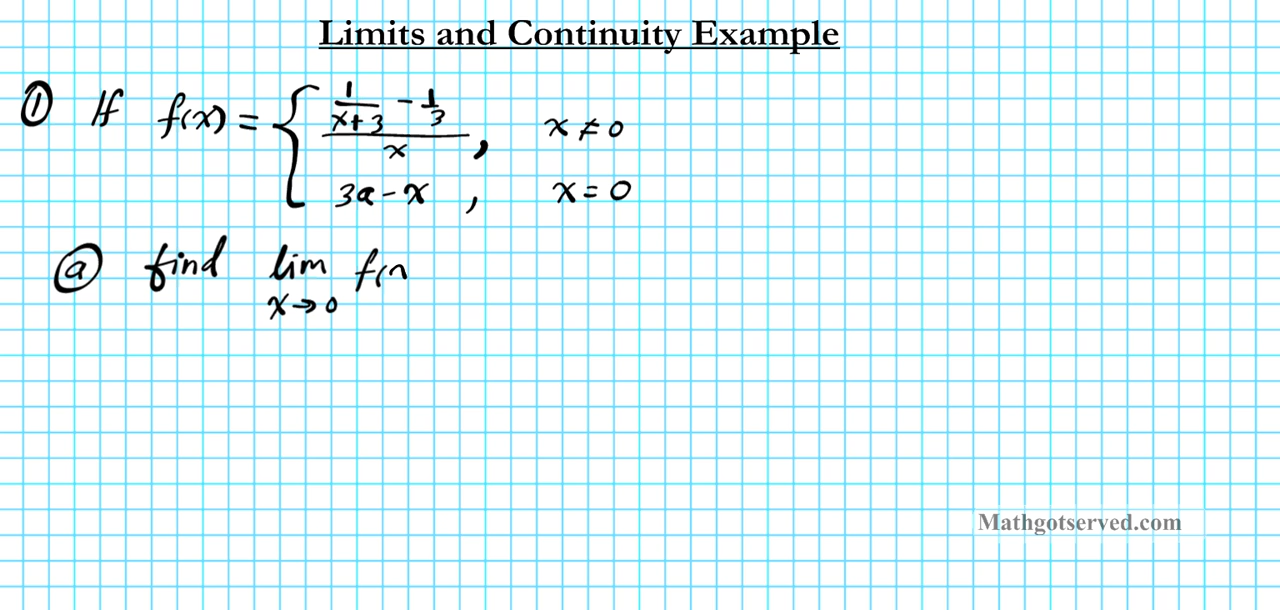 Limits and Continuity Example
① If f(x) = { (1/(x+3) - 1/3)/x , x ≠ 0
3a - x , x = 0
ⓐ find lim x→0 f(
Mathgotserved.com